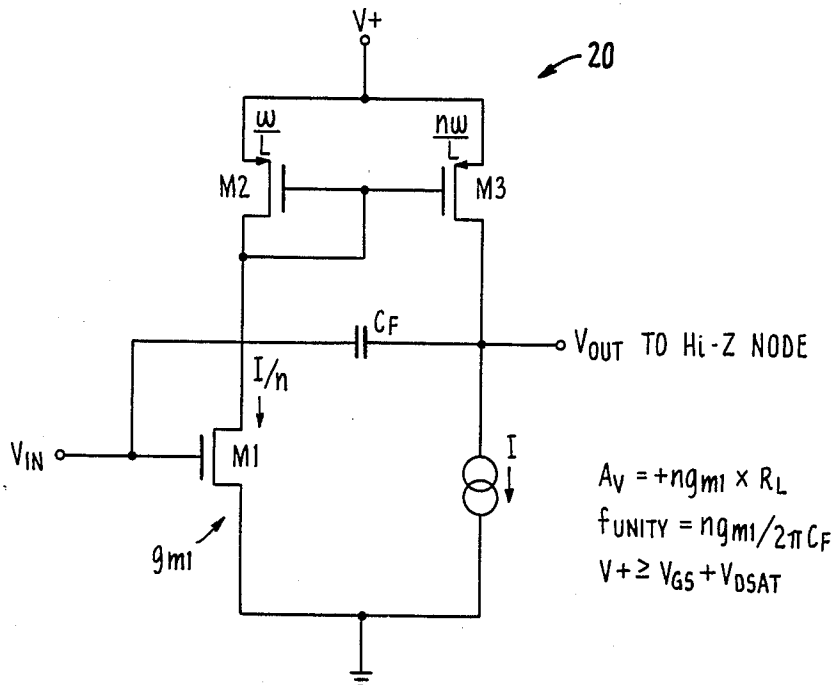 V+
20
W
L
nW
L
M2
M3
CF
VOUT TO Hi-Z NODE
I/n
VIN
M1
I
gm1
AV = +ngm1 × RL
fUNITY = ngm1/2πCF
V+ ≥ VGS + VDSAT